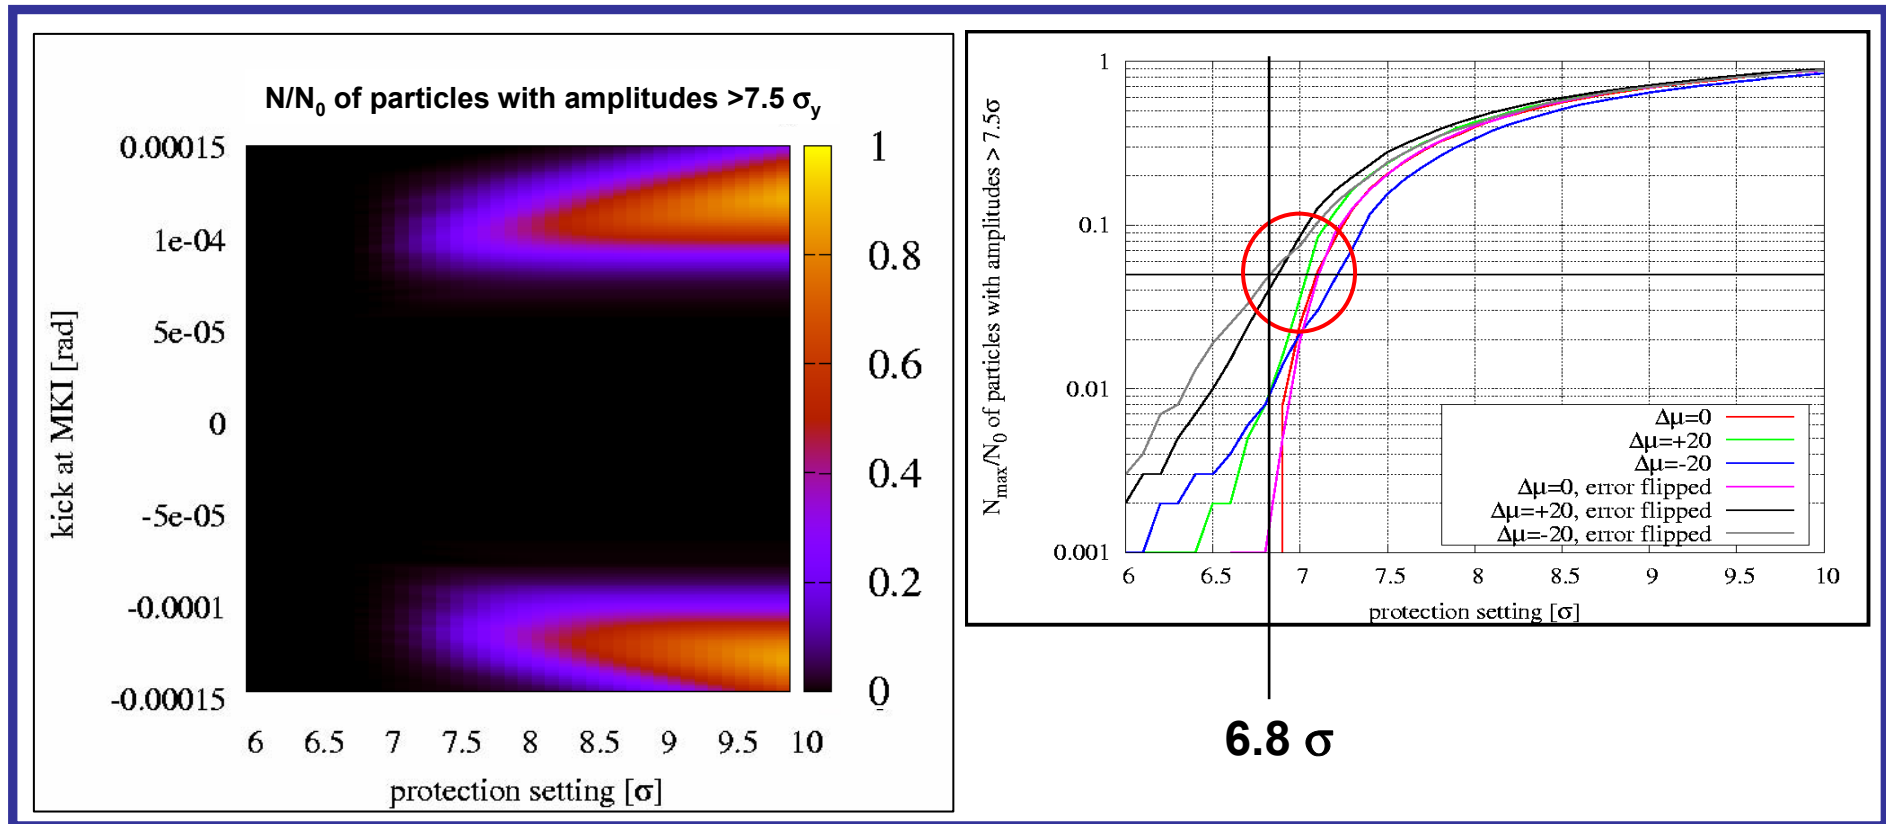 N/N₀ of particles with amplitudes >7.5 σy
0.00015
1e-04
5e-05
0
-5e-05
-0.0001
-0.00015
kick at MKI [rad]
6 6.5 7 7.5 8 8.5 9 9.5 10
protection setting [σ]
1
0.8
0.6
0.4
0.2
0
1
0.1
0.01
0.001
Nmax/N₀ of particles with amplitudes > 7.5σ
Δμ=0
Δμ=+20
Δμ=-20
Δμ=0, error flipped
Δμ=+20, error flipped
Δμ=-20, error flipped
6 6.5 7 7.5 8 8.5 9 9.5 10
protection setting [σ]
6.8 σ